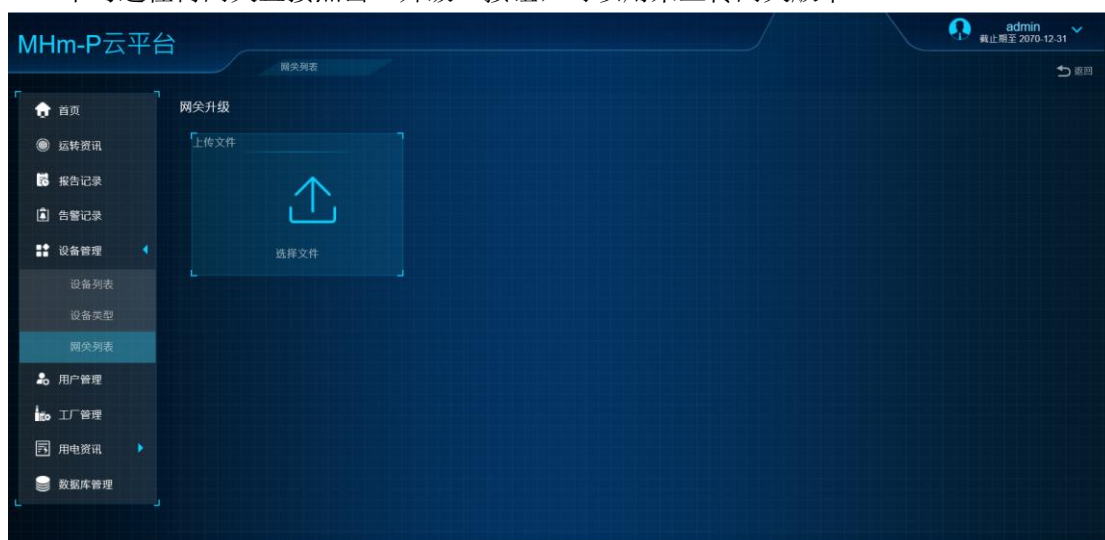 MHm-P云平台
admin
截止期至 2070-12-31
网关列表
返回
首页
运转资讯
报告记录
告警记录
设备管理
设备列表
设备类型
网关列表
用户管理
工厂管理
用电资讯
数据库管理
网关升级
上传文件
选择文件